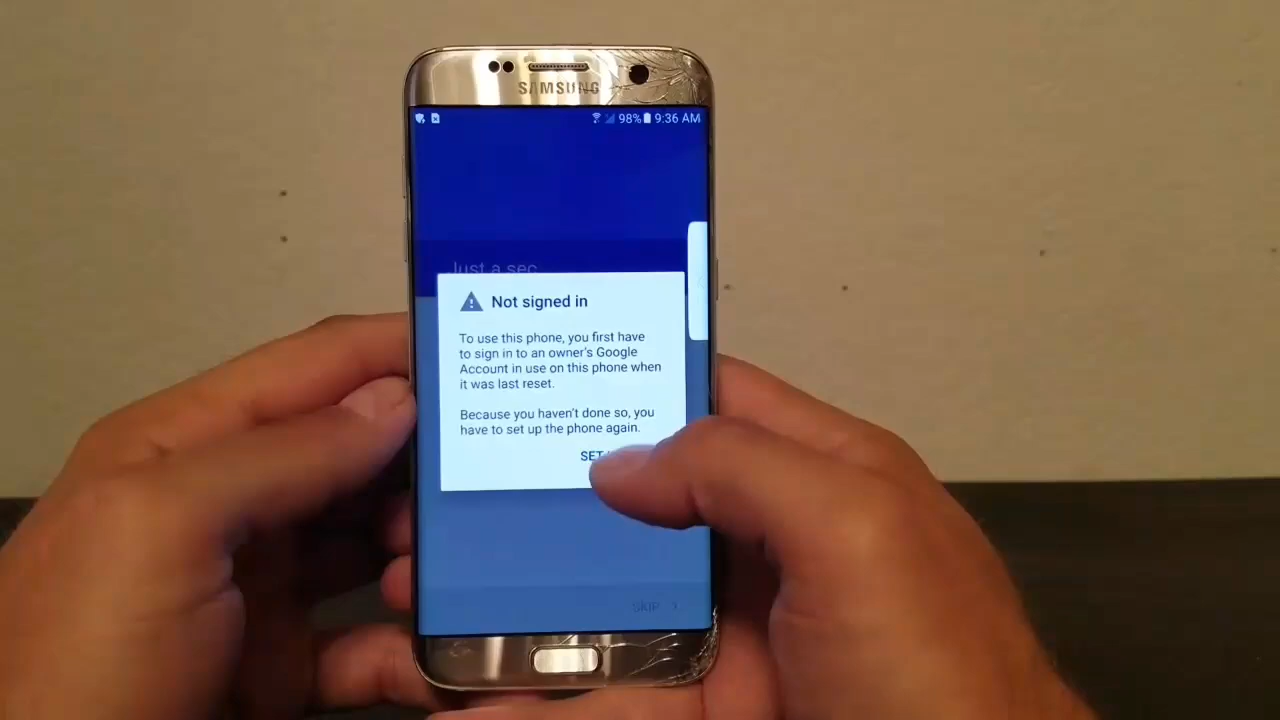 SAMSUNG
98% 9:36 AM
Just a sec
Not signed in
To use this phone, you first have
to sign in to an owner's Google
Account in use on this phone when
it was last reset.
Because you haven't done so, you
have to set up the phone again.
SET
SKIP